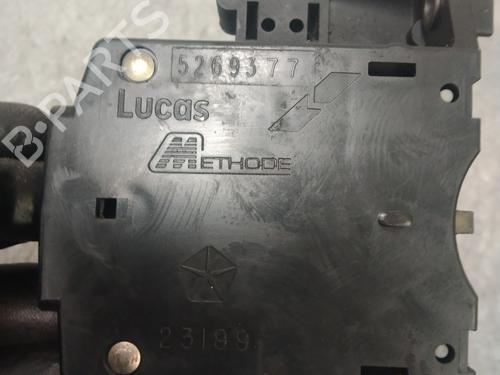 5269377
Lucas
METHODE
23199
B-PARTS